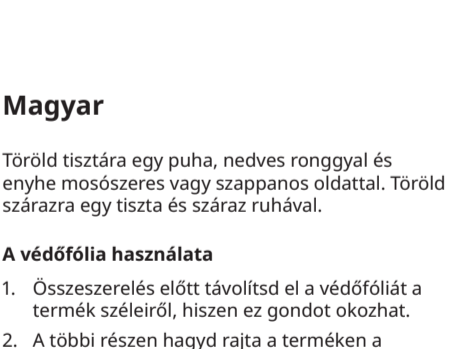 Magyar
Töröld tisztára egy puha, nedves ronggyal és
enyhe mosószeres vagy szappanos oldattal. Töröld
szárazra egy tiszta és száraz ruhával.
A védőfólia használata
1. Összeszerelés előtt távolítsd el a védőfóliát a
termék széleiről, hiszen ez gondot okozhat.
2. A többi részen hagyd rajta a terméken a